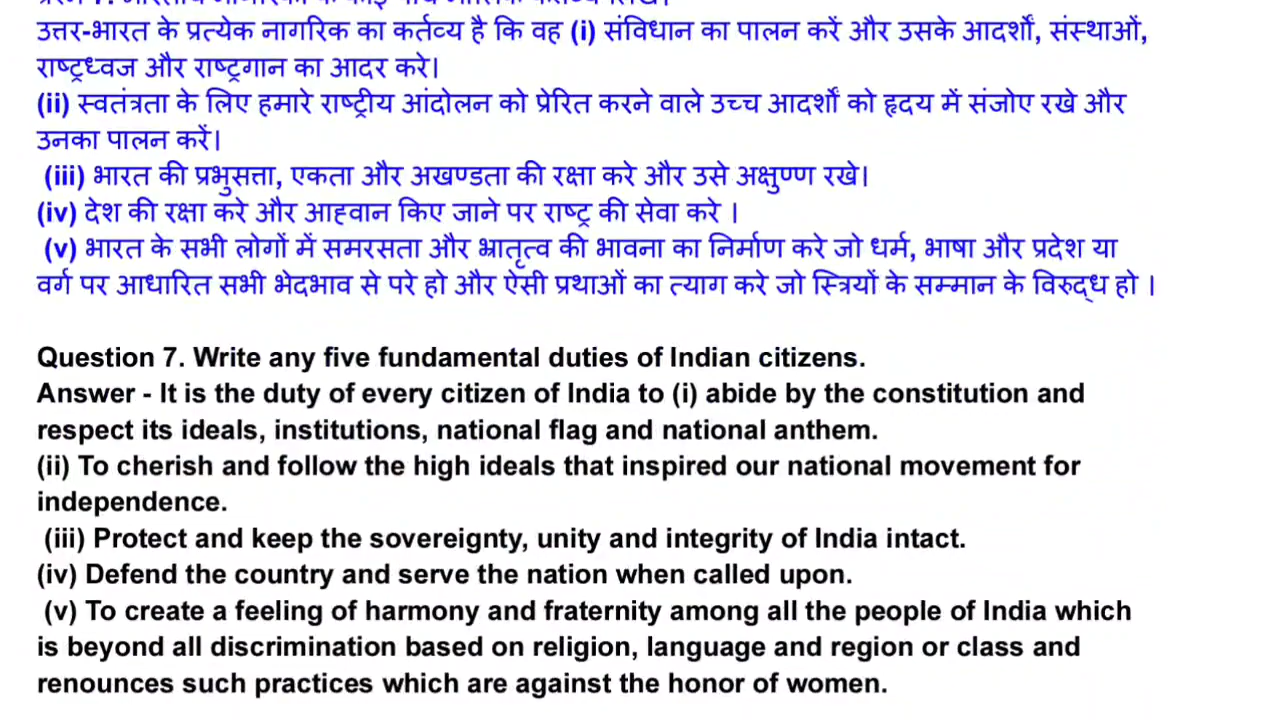 उत्तर-भारत के प्रत्येक नागरिक का कर्तव्य है कि वह (i) संविधान का पालन करें और उसके आदर्शों, संस्थाओं,
राष्ट्रध्वज और राष्ट्रगान का आदर करे।
(ii) स्वतंत्रता के लिए हमारे राष्ट्रीय आंदोलन को प्रेरित करने वाले उच्च आदर्शों को हृदय में संजोए रखे और
उनका पालन करें।
(iii) भारत की प्रभुसत्ता, एकता और अखण्डता की रक्षा करे और उसे अक्षुण्ण रखे।
(iv) देश की रक्षा करे और आह्वान किए जाने पर राष्ट्र की सेवा करे ।
(v) भारत के सभी लोगों में समरसता और भ्रातृत्व की भावना का निर्माण करे जो धर्म, भाषा और प्रदेश या
वर्ग पर आधारित सभी भेदभाव से परे हो और ऐसी प्रथाओं का त्याग करे जो स्त्रियों के सम्मान के विरुद्ध हो ।
Question 7. Write any five fundamental duties of Indian citizens.
Answer - It is the duty of every citizen of India to (i) abide by the constitution and
respect its ideals, institutions, national flag and national anthem.
(ii) To cherish and follow the high ideals that inspired our national movement for
independence.
(iii) Protect and keep the sovereignty, unity and integrity of India intact.
(iv) Defend the country and serve the nation when called upon.
(v) To create a feeling of harmony and fraternity among all the people of India which
is beyond all discrimination based on religion, language and region or class and
renounces such practices which are against the honor of women.